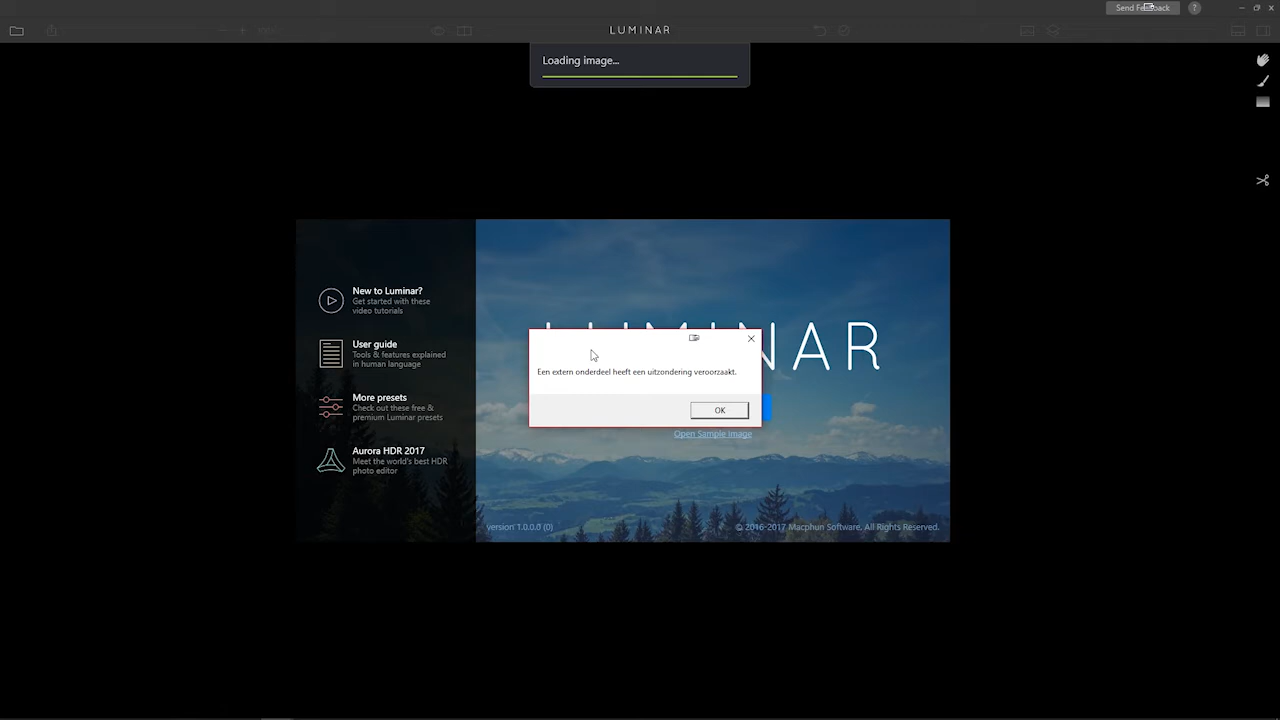 Send Feedback
?
LUMINAR
Loading image...
New to Luminar?
Get started with these
video tutorials
User guide
Tools & features explained
in human language
More presets
Check out these free &
premium Luminar presets
Aurora HDR 2017
Meet the world's best HDR
photo editor
NAR
Een extern onderdeel heeft een uitzondering veroorzaakt.
OK
Open Sample Image
version 1.0.0.0 (0)
© 2016-2017 Macphun Software. All Rights Reserved.